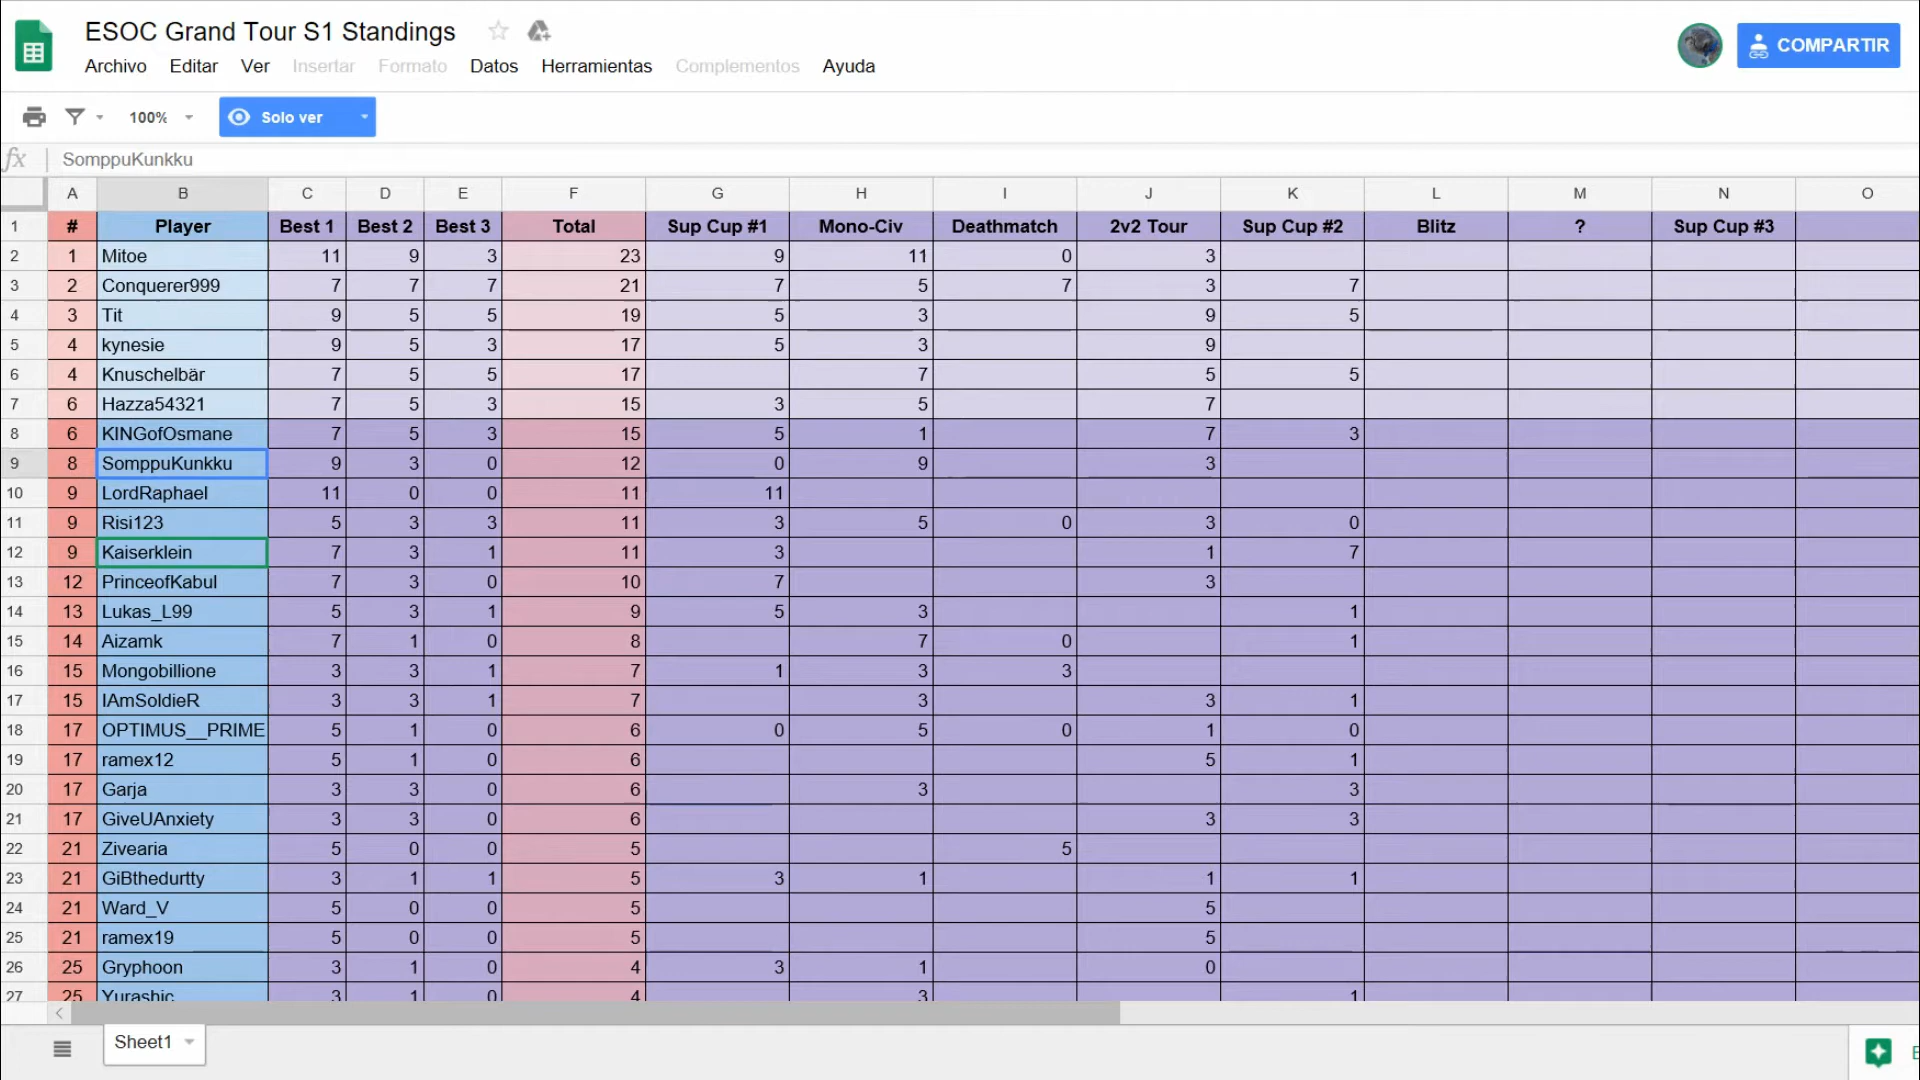 ESOC Grand Tour S1 Standings
COMPARTIR
Archivo Editar Ver Insertar Formato Datos Herramientas Complementos Ayuda
100% Solo ver
fx SomppuKunkku
A B C D E F G H I J K L M N O
1 # Player Best 1 Best 2 Best 3 Total Sup Cup #1 Mono-Civ Deathmatch 2v2 Tour Sup Cup #2 Blitz ? Sup Cup #3
2 1 Mitoe 11 9 3 23 9 11 0 3
3 2 Conquerer999 7 7 7 21 7 5 7 3 7
4 3 Tit 9 5 5 19 5 3 9 5
5 4 kynesie 9 5 3 17 5 3 9
6 4 Knuschelbär 7 5 5 17 7 5 5
7 6 Hazza54321 7 5 3 15 3 5 7
8 6 KINGofOsmane 7 5 3 15 5 1 7 3
9 8 SomppuKunkku 9 3 0 12 0 9 3
10 9 LordRaphael 11 0 0 11 11
11 9 Risi123 5 3 3 11 3 5 0 3 0
12 9 Kaiserklein 7 3 1 11 3 1 7
13 12 PrinceofKabul 7 3 0 10 7 3
14 13 Lukas_L99 5 3 1 9 5 3 1
15 14 Aizamk 7 1 0 8 7 0 1
16 15 Mongobillione 3 3 1 7 1 3 3
17 15 IAmSoldieR 3 3 1 7 3 3 1
18 17 OPTIMUS__PRIME 5 1 0 6 0 5 0 1 0
19 17 ramex12 5 1 0 6 5 1
20 17 Garja 3 3 0 6 3 3
21 17 GiveUAnxiety 3 3 0 6 3 3
22 21 Zivearia 5 0 0 5 5
23 21 GiBthedurtty 3 1 1 5 3 1 1 1
24 21 Ward_V 5 0 0 5 5
25 21 ramex19 5 0 0 5 5
26 25 Gryphoon 3 1 0 4 3 1 0
27 25 Yurashic 3 1 0 4 3 1
Sheet1